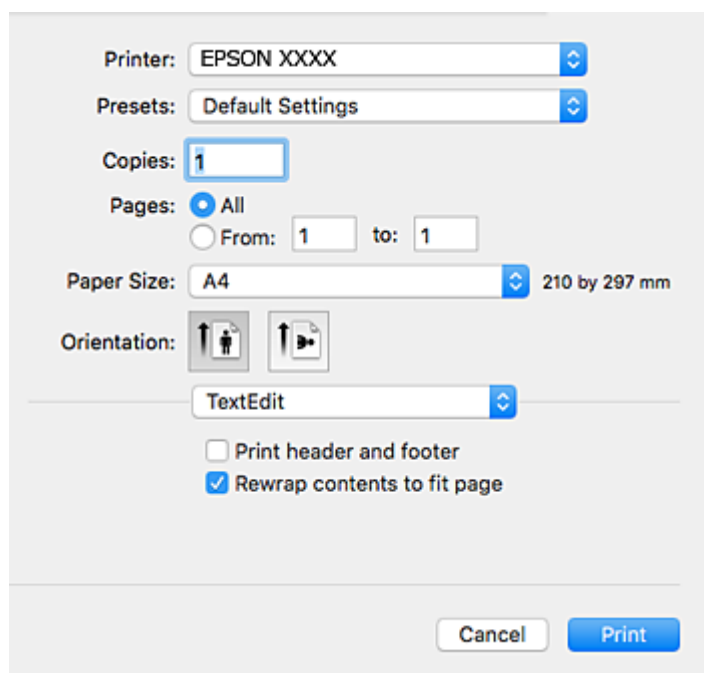 Printer: EPSON XXXX
Presets: Default Settings
Copies: 1
Pages: All
From: 1 to: 1
Paper Size: A4 210 by 297 mm
Orientation:
TextEdit
Print header and footer
Rewrap contents to fit page
Cancel Print